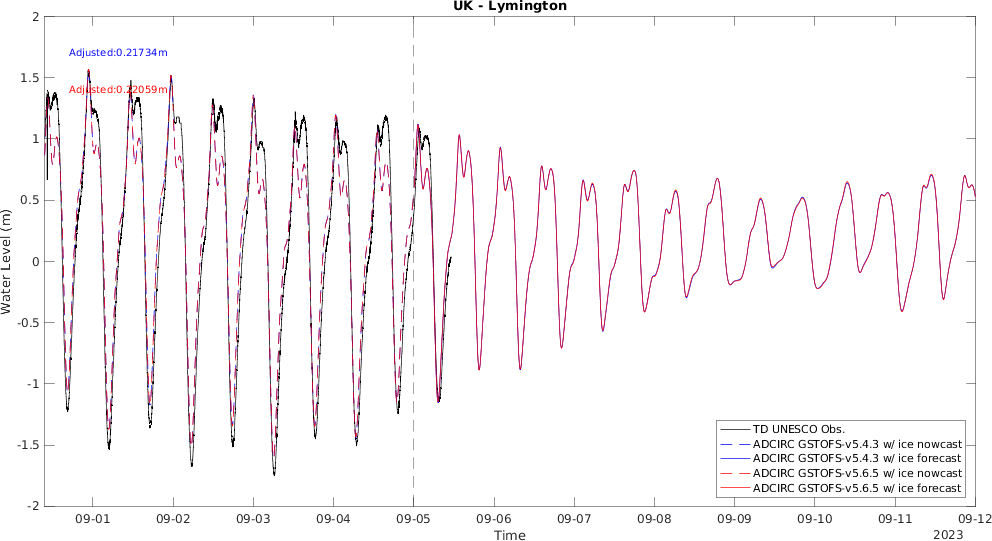 UK - Lymington
Adjusted:0.21734m
Adjusted:0.22059m
2
1.5
1
0.5
0
-0.5
-1
-1.5
-2
Water Level (m)
09-01 09-02 09-03 09-04 09-05 09-06 09-07 09-08 09-09 09-10 09-11 09-12
Time
2023
TD UNESCO Obs.
ADCIRC GSTOFS-v5.4.3 w/ ice nowcast
ADCIRC GSTOFS-v5.4.3 w/ ice forecast
ADCIRC GSTOFS-v5.6.5 w/ ice nowcast
ADCIRC GSTOFS-v5.6.5 w/ ice forecast